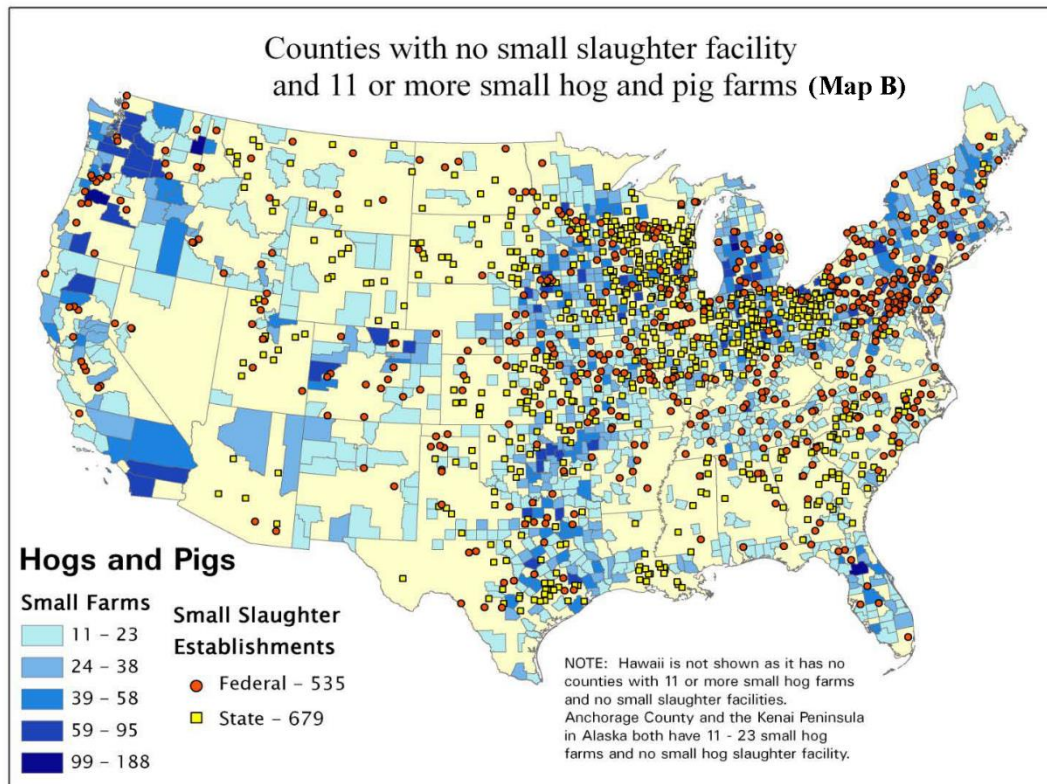 Counties with no small slaughter facility
and 11 or more small hog and pig farms (Map B)
Hogs and Pigs
Small Farms
11 – 23
24 – 38
39 – 58
59 – 95
99 – 188
Small Slaughter
Establishments
Federal – 535
State – 679
NOTE: Hawaii is not shown as it has no
counties with 11 or more small hog farms
and no small slaughter facilities.
Anchorage County and the Kenai Peninsula
in Alaska both have 11 - 23 small hog
farms and no small hog slaughter facility.